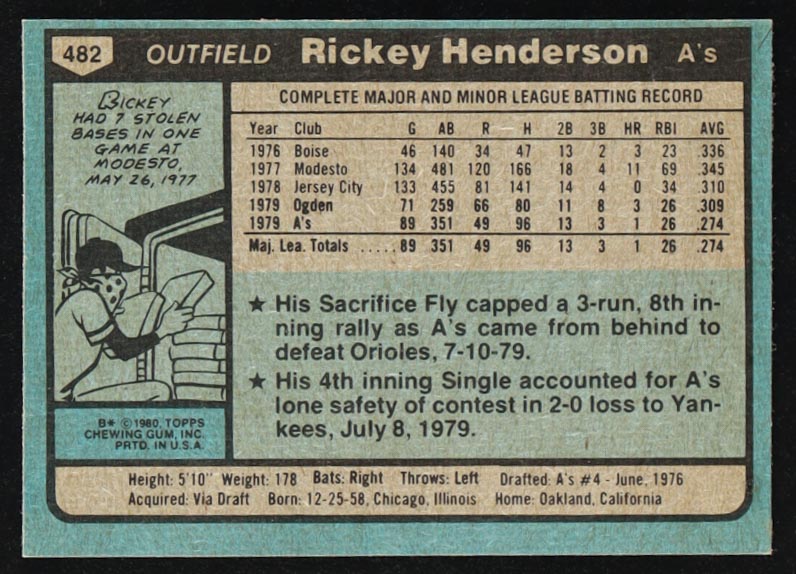 482 OUTFIELD Rickey Henderson A's
RICKEY
HAD 7 STOLEN
BASES IN ONE
GAME AT
MODESTO,
MAY 26, 1977
COMPLETE MAJOR AND MINOR LEAGUE BATTING RECORD
Year Club G AB R H 2B 3B HR RBI AVG
1976 Boise 46 140 34 47 13 2 3 23 .336
1977 Modesto 134 481 120 166 18 4 11 69 .345
1978 Jersey City 133 455 81 141 14 4 0 34 .310
1979 Ogden 71 259 66 80 11 8 3 26 .309
1979 A's 89 351 49 96 13 3 1 26 .274
Maj. Lea. Totals ..... 89 351 49 96 13 3 1 26 .274
★ His Sacrifice Fly capped a 3-run, 8th in-
ning rally as A's came from behind to
defeat Orioles, 7-10-79.
★ His 4th inning Single accounted for A's
lone safety of contest in 2-0 loss to Yan-
kees, July 8, 1979.
B* © 1980 TOPPS
CHEWING GUM, INC.
PRTD. IN U.S.A.
Height: 5'10" Weight: 178 Bats: Right Throws: Left Drafted: A's #4 - June, 1976
Acquired: Via Draft Born: 12-25-58, Chicago, Illinois Home: Oakland, California